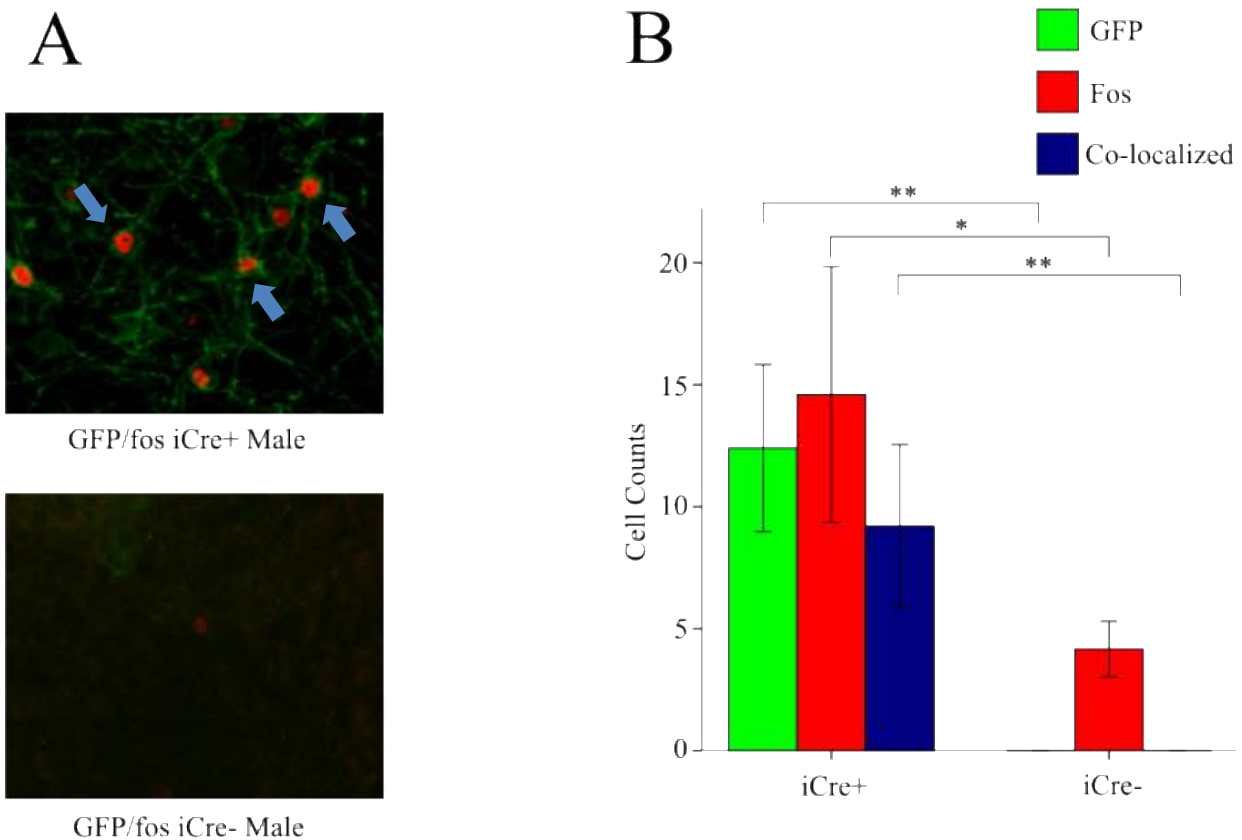 A
B
GFP
Fos
Co-localized
GFP/fos iCre+ Male
GFP/fos iCre- Male
**
*
**
Cell Counts
20
15
10
5
0
iCre+
iCre-